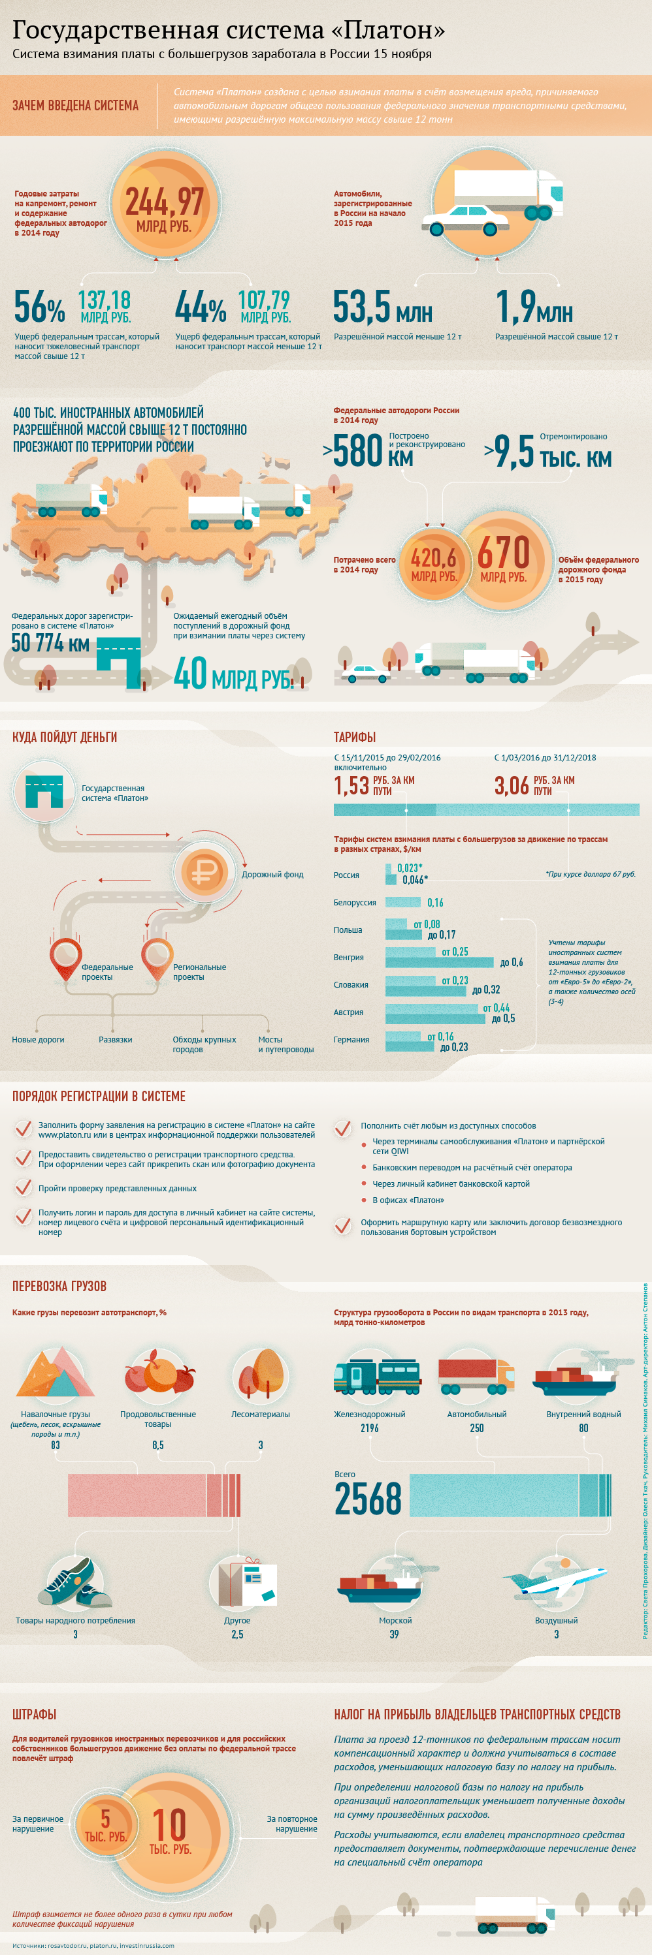 Государственная система «Платон»
Система взимания платы с большегрузов заработала в России 15 ноября
ЗАЧЕМ ВВЕДЕНА СИСТЕМА
Система «Платон» создана с целью взимания платы в счёт возмещения вреда, причиняемого
автомобильным дорогам общего пользования федерального значения транспортными средствами,
имеющими разрешённую максимальную массу свыше 12 тонн
Годовые затраты
на капремонт, ремонт
и содержание
федеральных автодорог
в 2014 году
244,97
МЛРД РУБ.
56%
137,18
МЛРД РУБ.
Ущерб федеральным трассам, который
наносит тяжеловесный транспорт
массой свыше 12 т
44%
107,79
МЛРД РУБ.
Ущерб федеральным трассам, который
наносит транспорт массой меньше 12 т
Автомобили,
зарегистрированные
в России на начало
2015 года
53,5 МЛН
Разрешённой массой меньше 12 т
1,9 МЛН
Разрешённой массой свыше 12 т
400 ТЫС. ИНОСТРАННЫХ АВТОМОБИЛЕЙ
РАЗРЕШЁННОЙ МАССОЙ СВЫШЕ 12 Т ПОСТОЯННО
ПРОЕЗЖАЮТ ПО ТЕРРИТОРИИ РОССИИ
Федеральных дорог зарегистри-
ровано в системе «Платон»
50 774 КМ
Ожидаемый ежегодный объём
поступлений в дорожный фонд
при взимании платы через систему
40 МЛРД РУБ.
Федеральные автодороги России
в 2014 году
>580 КМ
Построено
и реконструировано
>9,5 ТЫС. КМ
Отремонтировано
Потрачено всего
в 2014 году
420,6
МЛРД РУБ.
670
МЛРД РУБ.
Объём федерального
дорожного фонда
в 2015 году
КУДА ПОЙДУТ ДЕНЬГИ
Государственная
система «Платон»
Дорожный фонд
Федеральные
проекты
Региональные
проекты
Новые дороги
Развязки
Обходы крупных
городов
Мосты
и путепроводы
ТАРИФЫ
С 15/11/2015 до 29/02/2016
включительно
1,53 РУБ. ЗА КМ
ПУТИ
С 1/03/2016 до 31/12/2018
3,06 РУБ. ЗА КМ
ПУТИ
Тарифы систем взимания платы с большегрузов за движение по трассам
в разных странах, $/км
Россия
0,023*
0,046*
*При курсе доллара 67 руб.
Белоруссия
0,16
Польша
от 0,08
до 0,17
Венгрия
от 0,25
до 0,6
Словакия
от 0,23
до 0,32
Австрия
от 0,44
до 0,5
Германия
от 0,16
до 0,23
Учтены тарифы
иностранных систем
взимания платы для
12-тонных грузовиков
от «Евро-5» до «Евро-2»,
а также количество осей
(3-4)
ПОРЯДОК РЕГИСТРАЦИИ В СИСТЕМЕ
Заполнить форму заявления на регистрацию в системе «Платон» на сайте
www.platon.ru или в центрах информационной поддержки пользователей
Предоставить свидетельство о регистрации транспортного средства.
При оформлении через сайт прикрепить скан или фотографию документа
Пройти проверку представленных данных
Получить логин и пароль для доступа в личный кабинет на сайте системы,
номер лицевого счёта и цифровой персональный идентификационный
номер
Пополнить счёт любым из доступных способов
Через терминалы самообслуживания «Платон» и партнёрской
сети QIWI
Банковским переводом на расчётный счёт оператора
Через личный кабинет банковской картой
В офисах «Платон»
Оформить маршрутную карту или заключить договор безвозмездного
пользования бортовым устройством
ПЕРЕВОЗКА ГРУЗОВ
Какие грузы перевозит автотранспорт, %
Навалочные грузы
(щебень, песок, вскрышные
породы и т.п.)
83
Продовольственные
товары
8,5
Лесоматериалы
3
Товары народного потребления
3
Другое
2,5
Структура грузооборота в России по видам транспорта в 2013 году,
млрд тонно-километров
Железнодорожный
2196
Автомобильный
250
Внутренний водный
80
Всего
2568
Морской
39
Воздушный
3
Редактор: Света Прохорова, Дизайнер: Олеся Ткач, Руководитель: Михаил Симаков, Арт-директор: Антон Степанов
ШТРАФЫ
Для водителей грузовиков иностранных перевозчиков и для российских
собственников большегрузов движение без оплаты по федеральной трассе
повлечёт штраф
За первичное
нарушение
5
ТЫС. РУБ.
10
ТЫС. РУБ.
За повторное
нарушение
Штраф взимается не более одного раза в сутки при любом
количестве фиксаций нарушения
НАЛОГ НА ПРИБЫЛЬ ВЛАДЕЛЬЦЕВ ТРАНСПОРТНЫХ СРЕДСТВ
Плата за проезд 12-тонников по федеральным трассам носит
компенсационный характер и должна учитываться в составе
расходов, уменьшающих налоговую базу по налогу на прибыль.
При определении налоговой базы по налогу на прибыль
организаций налогоплательщик уменьшает полученные доходы
на сумму произведённых расходов.
Расходы учитываются, если владелец транспортного средства
предоставляет документы, подтверждающие перечисление денег
на специальный счёт оператора
Источники: rosavtodor.ru, platon.ru, investinrussia.com